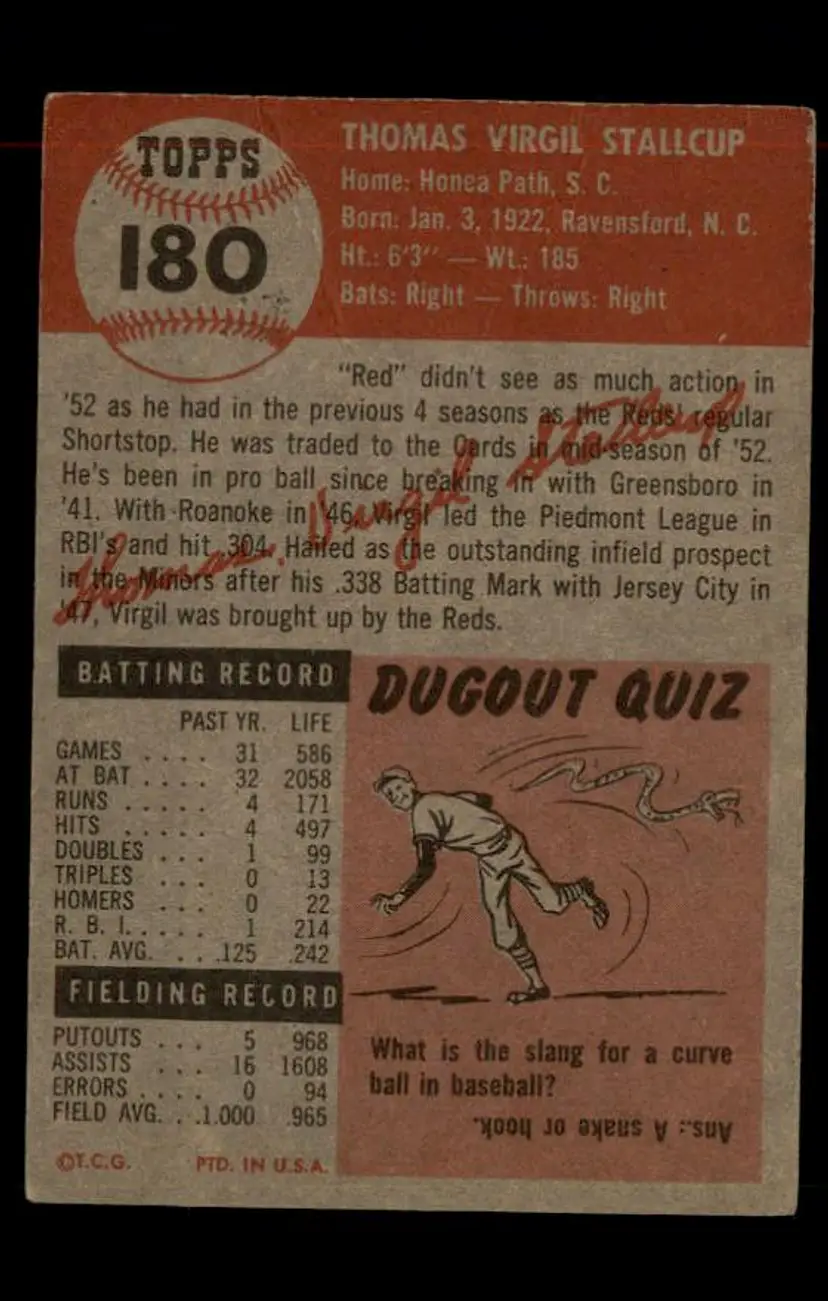 TOPPS
180
THOMAS VIRGIL STALLCUP
Home: Honea Path, S. C.
Born: Jan. 3, 1922, Ravensford, N. C.
Ht.: 6'3" — Wt.: 185
Bats: Right — Throws: Right
"Red" didn't see as much action in
'52 as he had in the previous 4 seasons as the Reds' regular
Shortstop. He was traded to the Cards in mid-season of '52.
He's been in pro ball since breaking in with Greensboro in
'41. With Roanoke in '46, Virgil led the Piedmont League in
RBI's and hit .304. Hailed as the outstanding infield prospect
in the Minors after his .338 Batting Mark with Jersey City in
'47, Virgil was brought up by the Reds.
Thomas Virgil Stallcup
BATTING RECORD
PAST YR. LIFE
GAMES . . . . 31 586
AT BAT . . . . 32 2058
RUNS . . . . . 4 171
HITS . . . . . 4 497
DOUBLES . . . 1 99
TRIPLES . . . 0 13
HOMERS . . . 0 22
R. B. I. . . . . 1 214
BAT. AVG. . . .125 .242
FIELDING RECORD
PUTOUTS . . . 5 968
ASSISTS . . . 16 1608
ERRORS . . . . 0 94
FIELD AVG. . .1.000 .965
©T.C.G. PTD. IN U.S.A.
DUGOUT QUIZ
What is the slang for a curve
ball in baseball?
Ans.: A snake or hook.